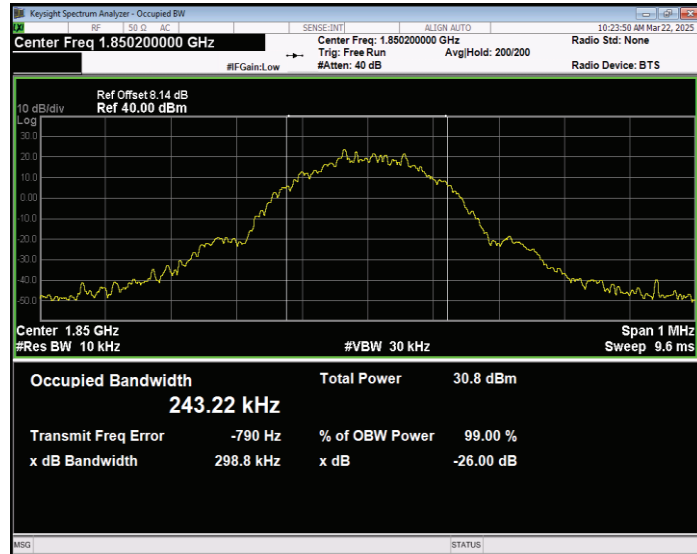 Keysight Spectrum Analyzer - Occupied BW
RF 50 Ω AC SENSE:INT ALIGN AUTO 10:23:50 AM Mar 22, 2025
Center Freq 1.850200000 GHz Center Freq: 1.850200000 GHz Radio Std: None
Trig: Free Run Avg|Hold: 200/200
#IFGain:Low #Atten: 40 dB Radio Device: BTS
Ref Offset 8.14 dB
10 dB/div Ref 40.00 dBm
Log
30.0
20.0
10.0
0.00
-10.0
-20.0
-30.0
-40.0
-50.0
Center 1.85 GHz Span 1 MHz
#Res BW 10 kHz #VBW 30 kHz Sweep 9.6 ms
Occupied Bandwidth Total Power 30.8 dBm
243.22 kHz
Transmit Freq Error -790 Hz % of OBW Power 99.00 %
x dB Bandwidth 298.8 kHz x dB -26.00 dB
MSG STATUS